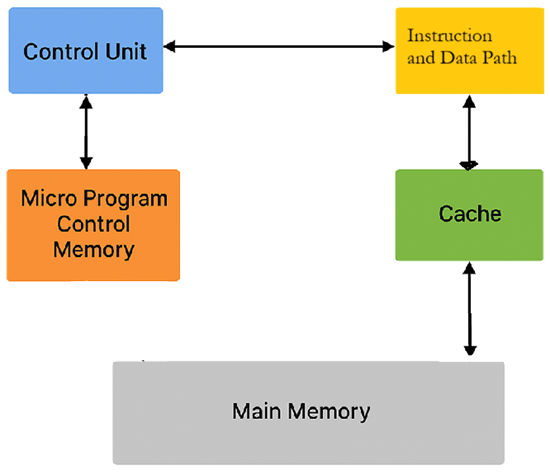 Control Unit
Instruction
and Data Path
Micro Program
Control
Memory
Cache
Main Memory